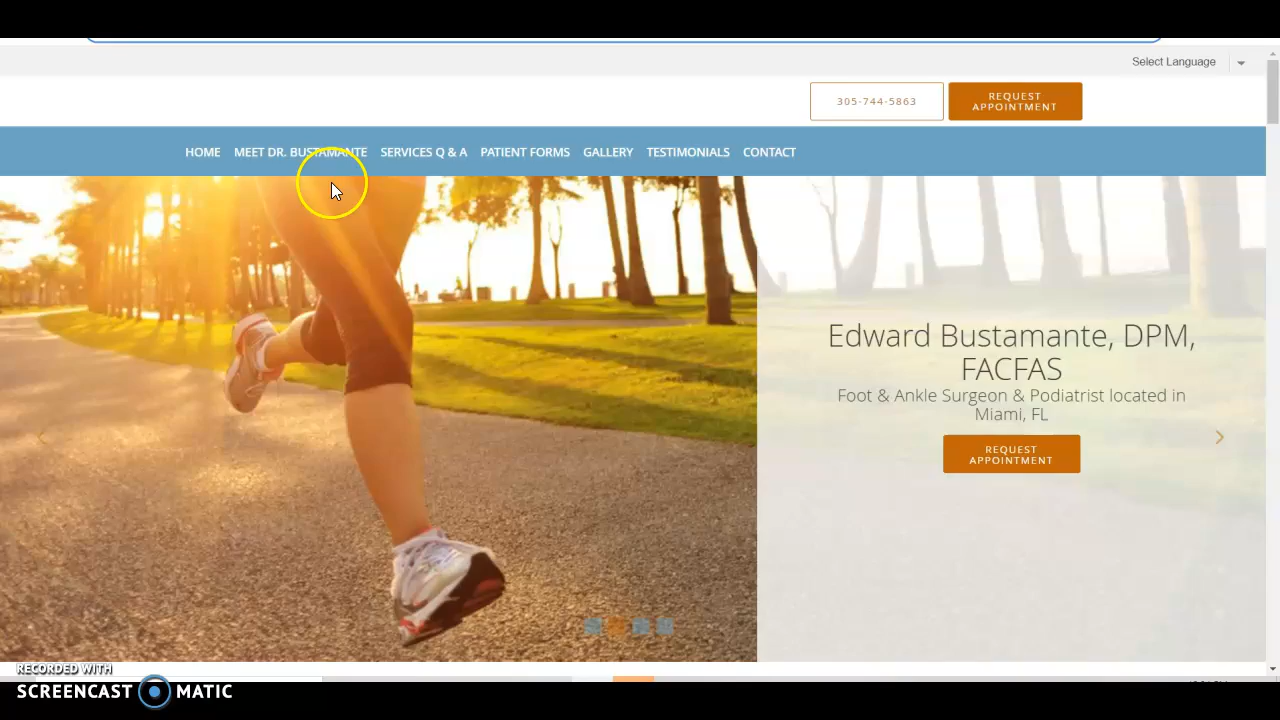 Select Language
305-744-5863
REQUEST
APPOINTMENT
HOME MEET DR. BUSTAMANTE SERVICES Q & A PATIENT FORMS GALLERY TESTIMONIALS CONTACT
Edward Bustamante, DPM,
FACFAS
Foot & Ankle Surgeon & Podiatrist located in
Miami, FL
REQUEST
APPOINTMENT
RECORDED WITH
SCREENCAST MATIC